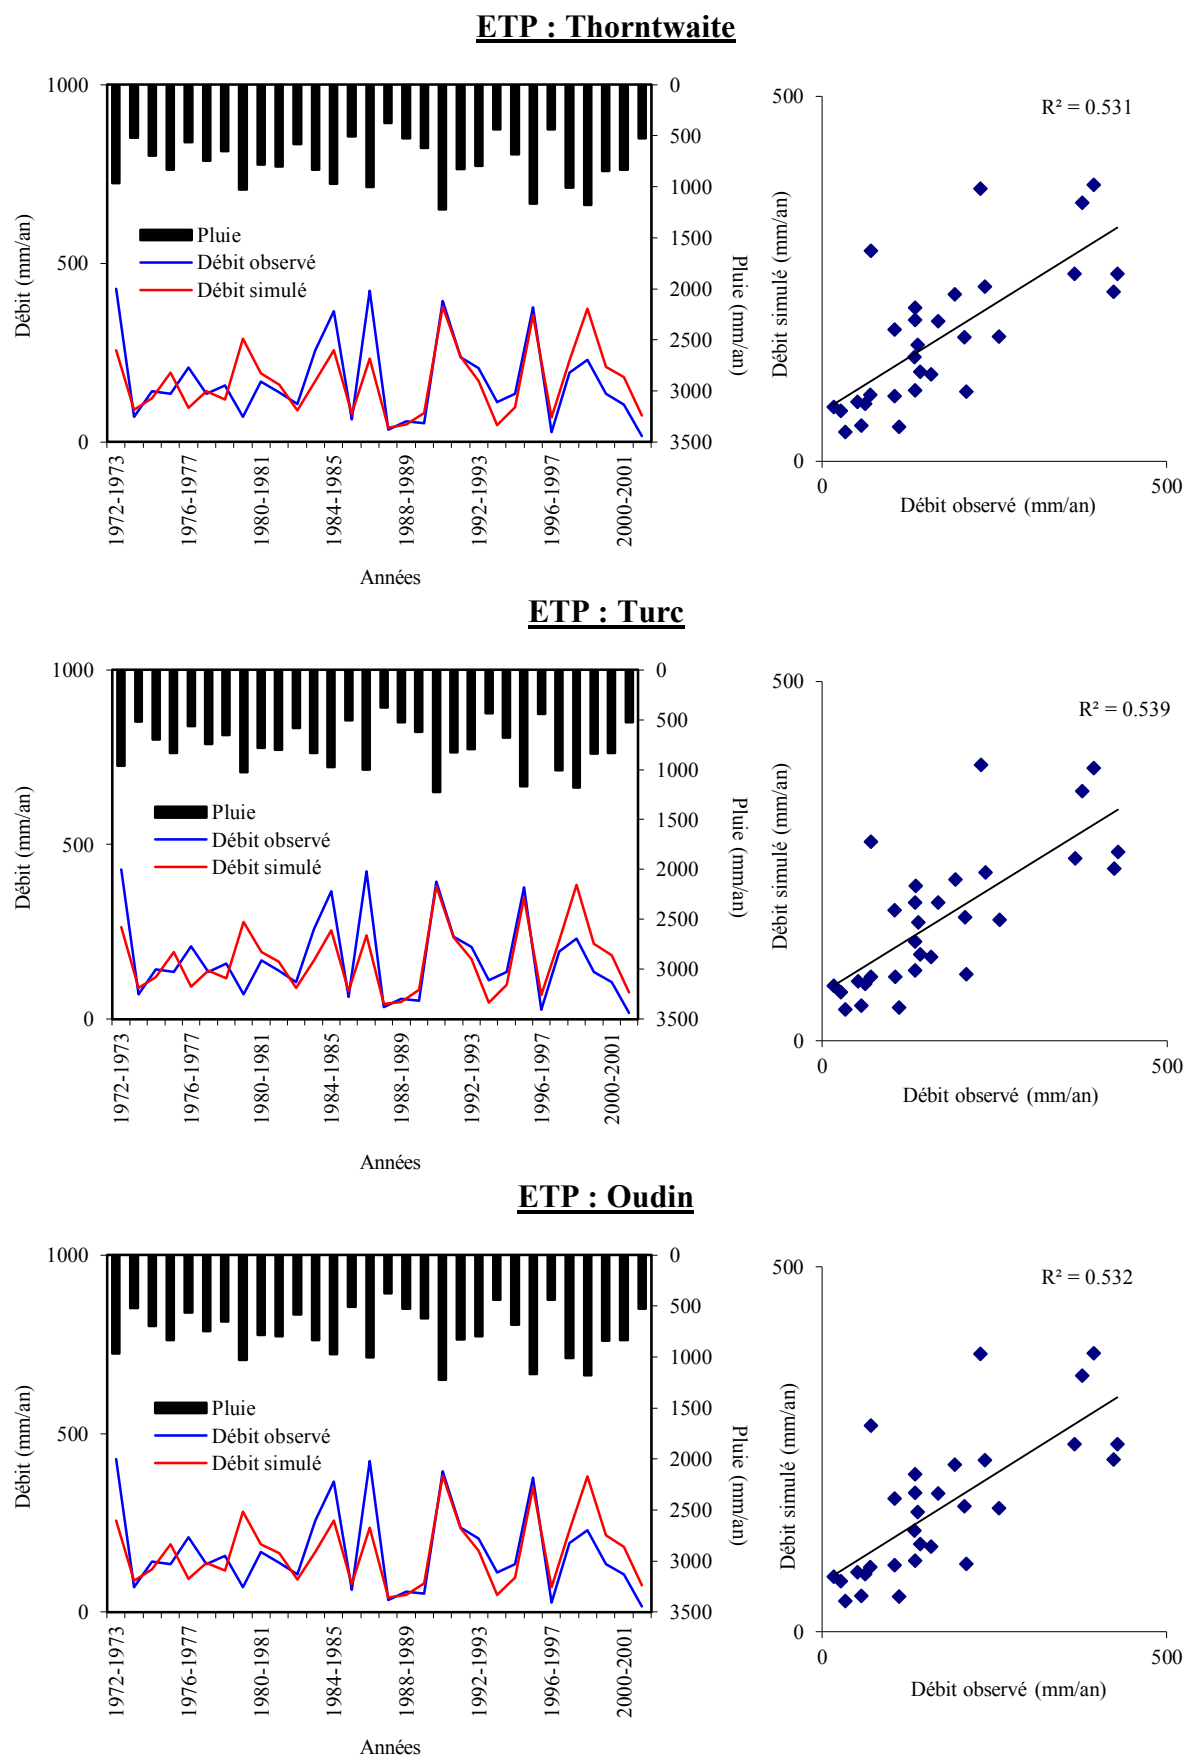 ETP : Thorntwaite
1000
500
0
Débit (mm/an)
Pluie
Débit observé
Débit simulé
0
500
1000
1500
2000
2500
3000
3500
Pluie (mm/an)
1972-1973
1976-1977
1980-1981
1984-1985
1988-1989
1992-1993
1996-1997
2000-2001
Années
R² = 0.531
500
0
Débit simulé (mm/an)
0
500
Débit observé (mm/an)
ETP : Turc
1000
500
0
Débit (mm/an)
Pluie
Débit observé
Débit simulé
0
500
1000
1500
2000
2500
3000
3500
Pluie (mm/an)
1972-1973
1976-1977
1980-1981
1984-1985
1988-1989
1992-1993
1996-1997
2000-2001
Années
R² = 0.539
500
0
Débit simulé (mm/an)
0
500
Débit observé (mm/an)
ETP : Oudin
1000
500
0
Débit (mm/an)
Pluie
Débit observé
Débit simulé
0
500
1000
1500
2000
2500
3000
3500
Pluie (mm/an)
1972-1973
1976-1977
1980-1981
1984-1985
1988-1989
1992-1993
1996-1997
2000-2001
Années
R² = 0.532
500
0
Débit simulé (mm/an)
0
500
Débit observé (mm/an)